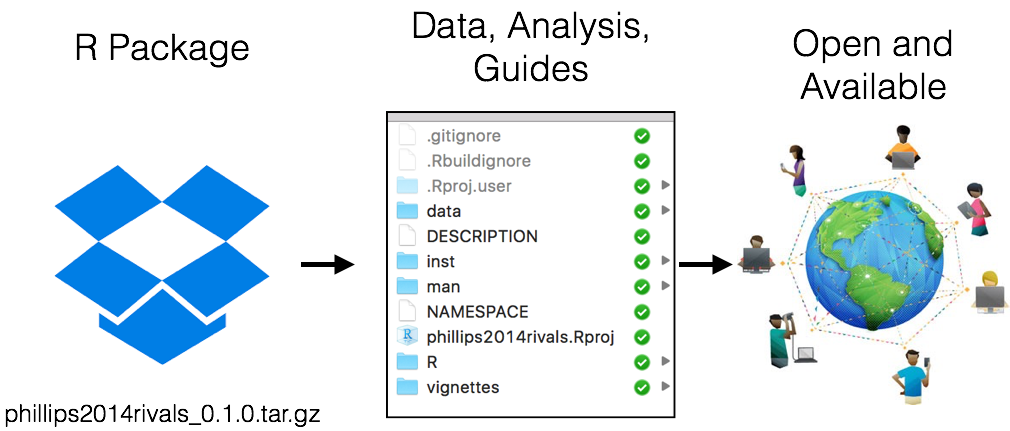 R Package
Data, Analysis,
Guides
Open and
Available
.gitignore
.Rbuildignore
.Rproj.user
data
DESCRIPTION
inst
man
NAMESPACE
R
phillips2014rivals.Rproj
R
vignettes
phillips2014rivals_0.1.0.tar.gz